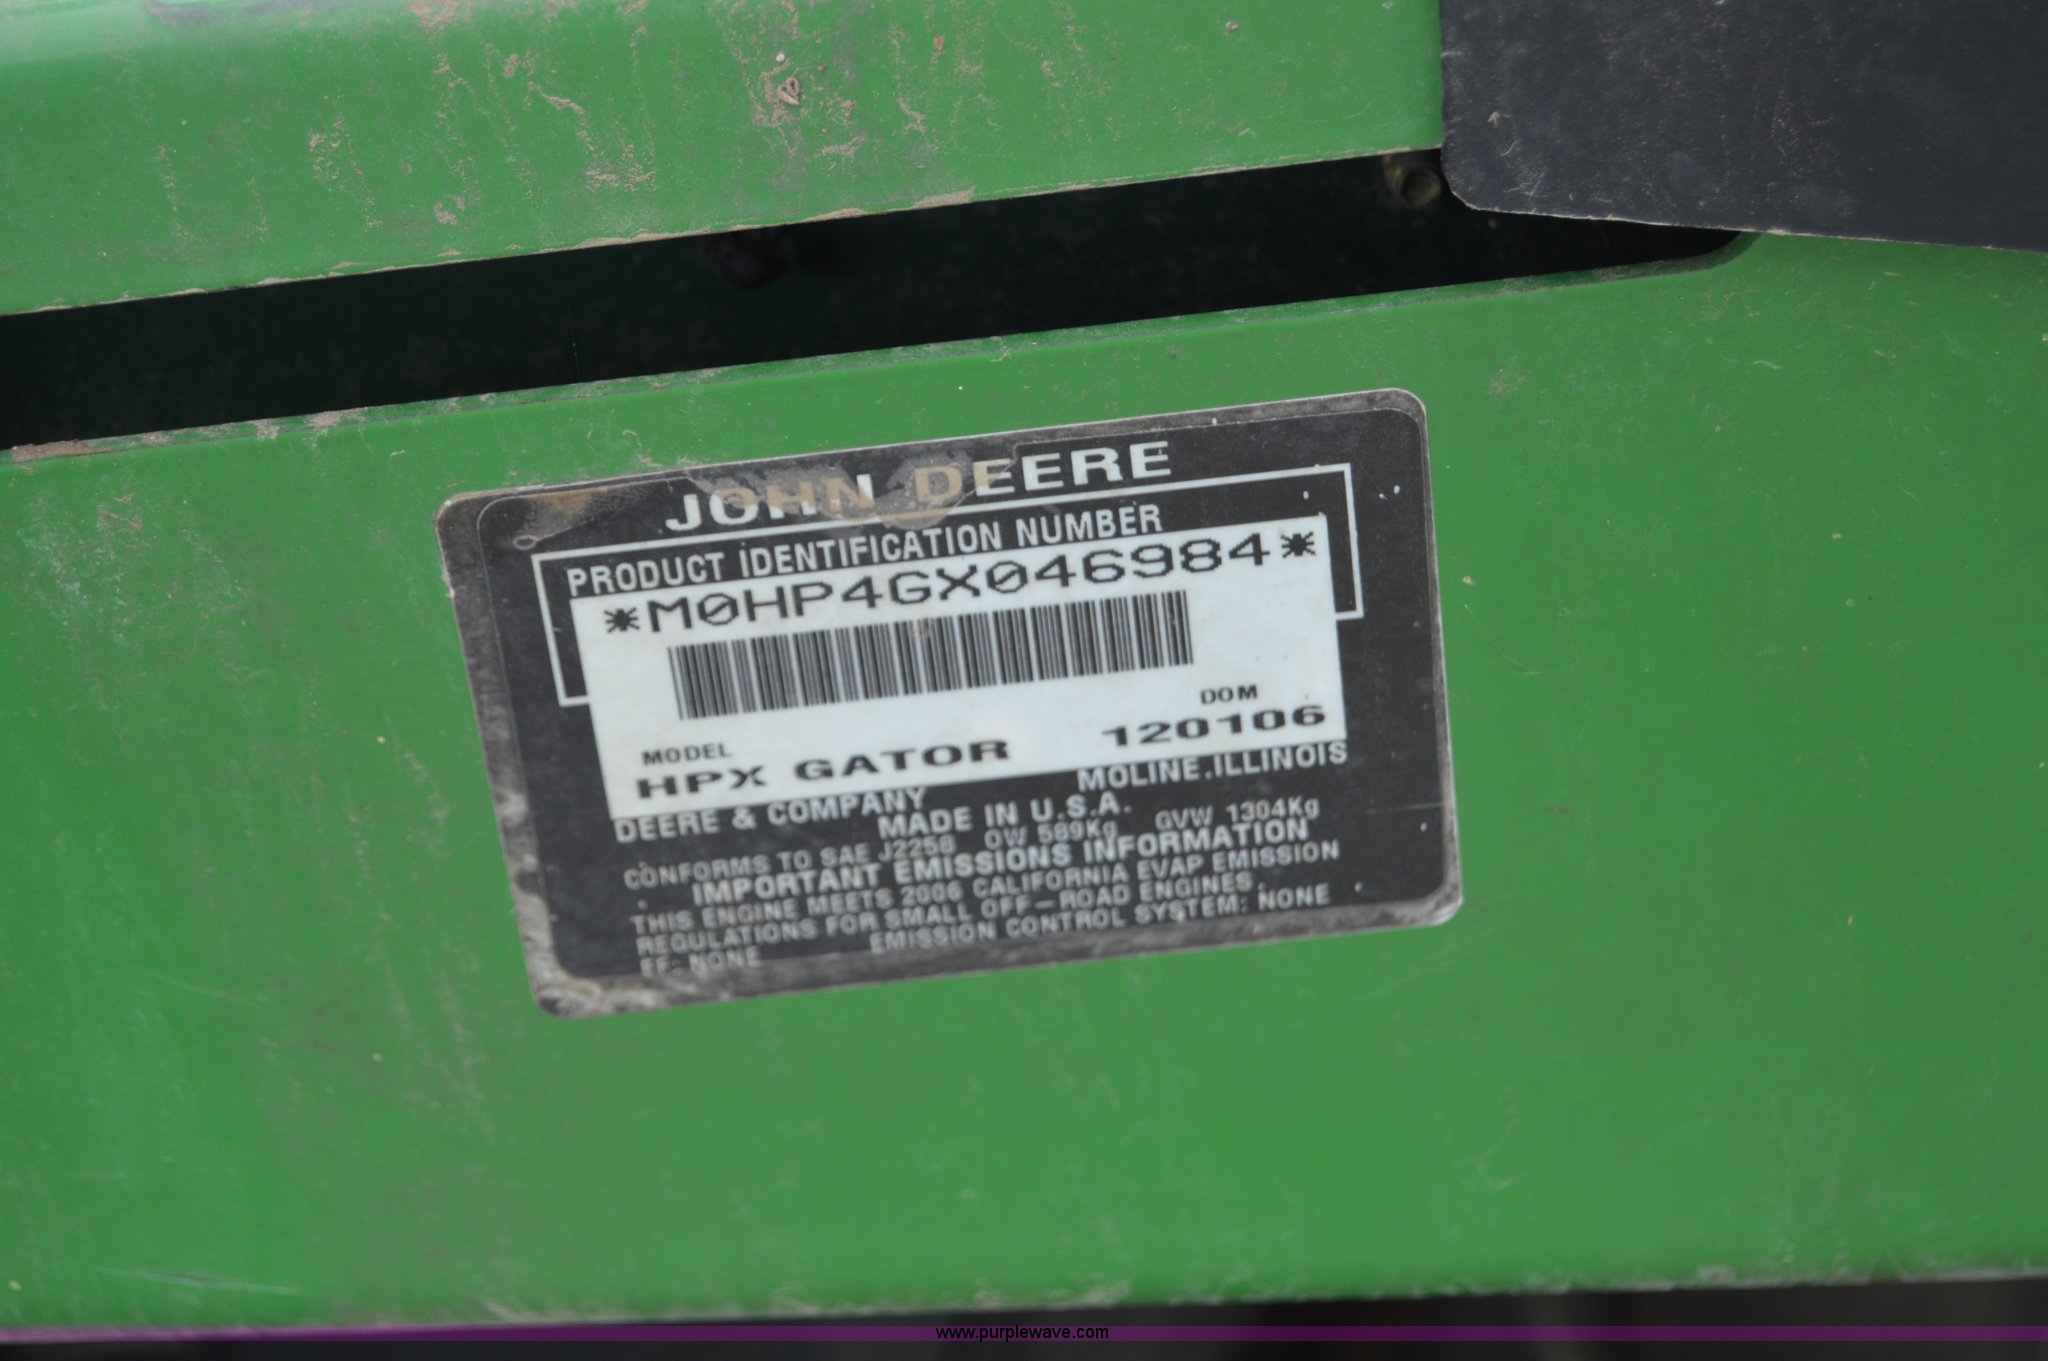 JOHN DEERE
PRODUCT IDENTIFICATION NUMBER
*M0HP4GX046984*
DOM
MODEL
HPX GATOR 120106
DEERE & COMPANY MOLINE, ILLINOIS
MADE IN U.S.A.
CONFORMS TO SAE J2258 OW 589Kg GVW 1304Kg
IMPORTANT EMISSIONS INFORMATION
THIS ENGINE MEETS 2006 CALIFORNIA EVAP EMISSION
REGULATIONS FOR SMALL OFF-ROAD ENGINES.
EF: NONE EMISSION CONTROL SYSTEM: NONE
www.purplewave.com